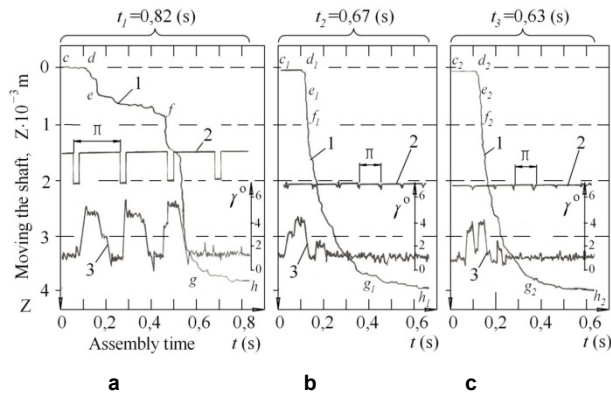 t₁=0,82 (s) t₂=0,67 (s) t₃=0,63 (s)
c d c₁ d₁ c₂ d₂
0
e 1 f e₁ f₁ e₂ f₂
1
π 2 1 π 2 1 π 2
2
γ° 6 γ° 6 γ° 6
4 4 4
3
2 2 2
3 0 3 0 3 0
g h g₁ h₁ g₂ h₂
4
Z
Moving the shaft, Z·10⁻³ m
0 0,2 0,4 0,6 0,8 0 0,2 0,4 0,6 0 0,2 0,4 0,6
Assembly time t (s) t (s) t (s)
a b c